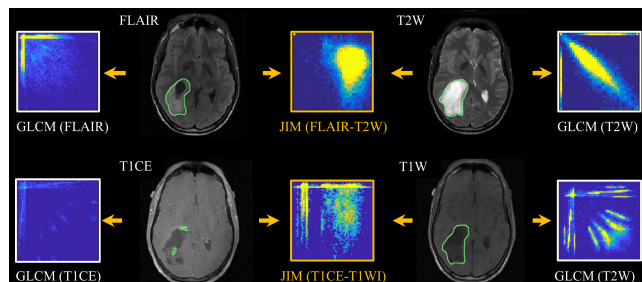 FLAIR
T2W
GLCM (FLAIR)
JIM (FLAIR-T2W)
GLCM (T2W)
T1CE
T1W
GLCM (T1CE)
JIM (T1CE-T1WI)
GLCM (T2W)